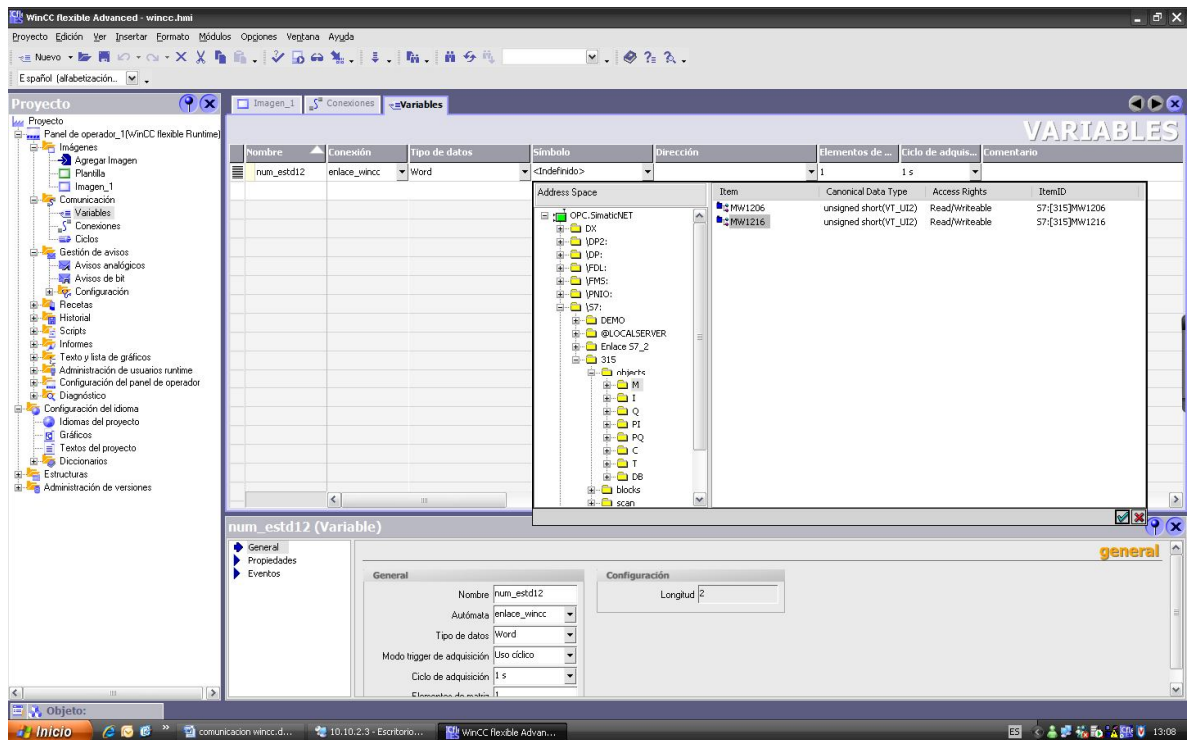 WinCC flexible Advanced - wincc.hmi
Proyecto Edición Ver Insertar Formato Módulos Opciones Ventana Ayuda
Nuevo
Español (alfabetización..
Proyecto
Imagen_1 Conexiones Variables
VARIABLES
Proyecto
Panel de operador_1(WinCC flexible Runtime)
Imágenes
Agregar Imagen
Plantilla
Imagen_1
Comunicación
Variables
Conexiones
Ciclos
Gestión de avisos
Avisos analógicos
Avisos de bit
Configuración
Recetas
Historial
Scripts
Informes
Texto y lista de gráficos
Administración de usuarios runtime
Configuración del panel de operador
Diagnóstico
Configuración del idioma
Idiomas del proyecto
Gráficos
Textos del proyecto
Diccionarios
Estructuras
Administración de versiones
Nombre Conexión Tipo de datos Símbolo Dirección Elementos de ... Ciclo de adquis... Comentario
num_estd12 enlace_wincc Word <Indefinido> 1 1 s
Address Space
OPC.SimaticNET
DX
\DP2:
\DP:
\FDL:
\FMS:
\PNIO:
\S7:
DEMO
@LOCALSERVER
Enlace S7_2
315
objects
M
I
Q
PI
PQ
C
T
DB
blocks
scan
Item Canonical Data Type Access Rights ItemID
MW1206 unsigned short(VT_UI2) Read/Writeable S7:[315]MW1206
MW1216 unsigned short(VT_UI2) Read/Writeable S7:[315]MW1216
num_estd12 (Variable)
General
Propiedades
Eventos
general
General
Nombre num_estd12
Autómata enlace_wincc
Tipo de datos Word
Modo trigger de adquisición Uso cíclico
Ciclo de adquisición 1 s
Elementos de matriz 1
Configuración
Longitud 2
Objeto:
Inicio
comunicacion wincc.d...
10.10.2.3 - Escritorio...
WinCC flexible Advan...
ES
13:08